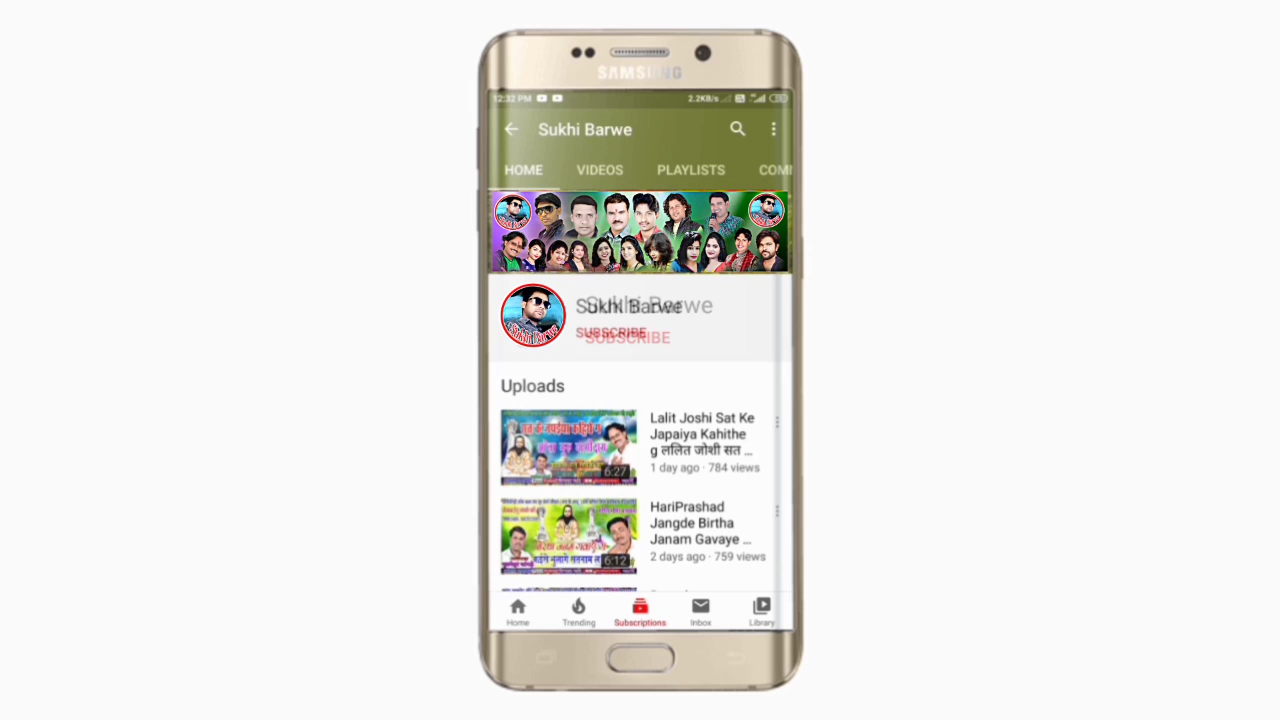 SAMSUNG
12:32 PM 2.2KB/s
Sukhi Barwe
HOME VIDEOS PLAYLISTS COMM
Sukhi Barwe
SUBSCRIBE
Uploads
Lalit Joshi Sat Ke
Japaiya Kahithe
g ललित जोशी सत ...
1 day ago · 784 views
6:27
HariPrashad
Jangde Birtha
Janam Gavaye ...
2 days ago · 759 views
6:12
Home Trending Subscriptions Inbox Library